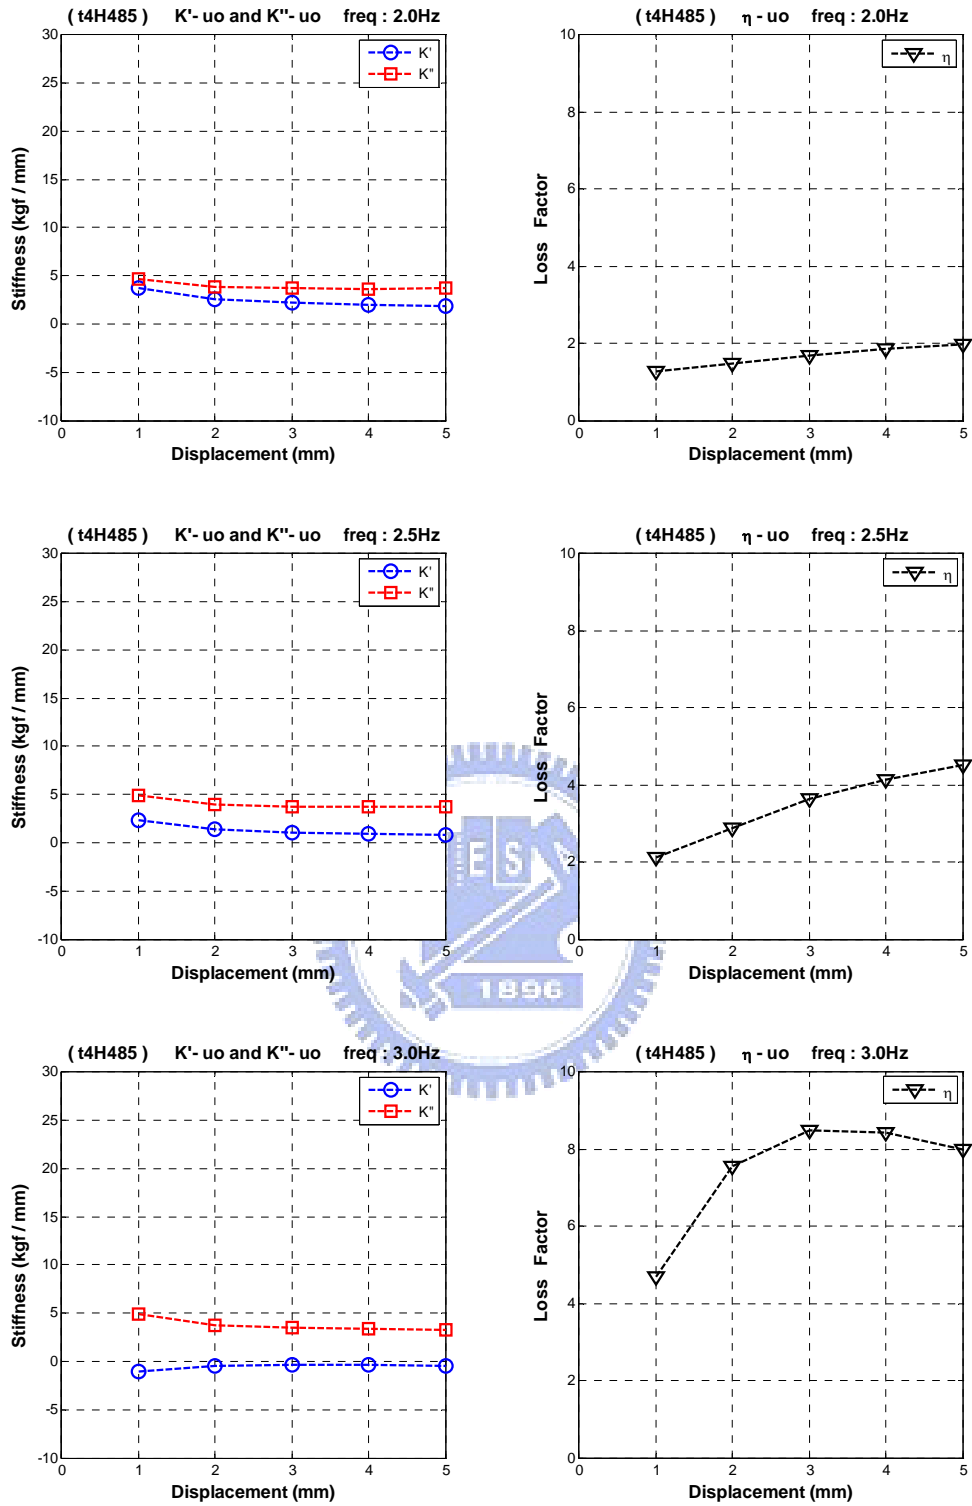 ( t4H485 ) K'- uo and K''- uo freq : 2.0Hz
K'
K''
30
25
20
15
10
5
0
-5
-10
0 1 2 3 4 5
Stiffness (kgf / mm)
Displacement (mm)
( t4H485 ) η - uo freq : 2.0Hz
η
10
8
6
4
2
0
0 1 2 3 4 5
Loss Factor
Displacement (mm)
( t4H485 ) K'- uo and K''- uo freq : 2.5Hz
K'
K''
30
25
20
15
10
5
0
-5
-10
0 1 2 3 4 5
Stiffness (kgf / mm)
Displacement (mm)
( t4H485 ) η - uo freq : 2.5Hz
η
10
8
6
4
2
0
0 1 2 3 4 5
Loss Factor
Displacement (mm)
ES
1896
( t4H485 ) K'- uo and K''- uo freq : 3.0Hz
K'
K''
30
25
20
15
10
5
0
-5
-10
0 1 2 3 4 5
Stiffness (kgf / mm)
Displacement (mm)
( t4H485 ) η - uo freq : 3.0Hz
η
10
8
6
4
2
0
0 1 2 3 4 5
Loss Factor
Displacement (mm)